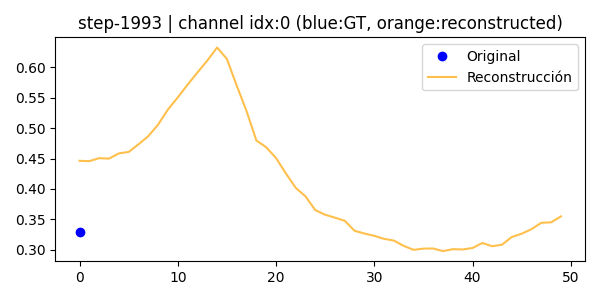 step-1993 | channel idx:0 (blue:GT, orange:reconstructed)
Original
Reconstrucción
0.60
0.55
0.50
0.45
0.40
0.35
0.30
0 10 20 30 40 50